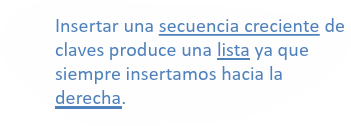 Insertar una secuencia creciente de
claves produce una lista ya que
siempre insertamos hacia la
derecha.